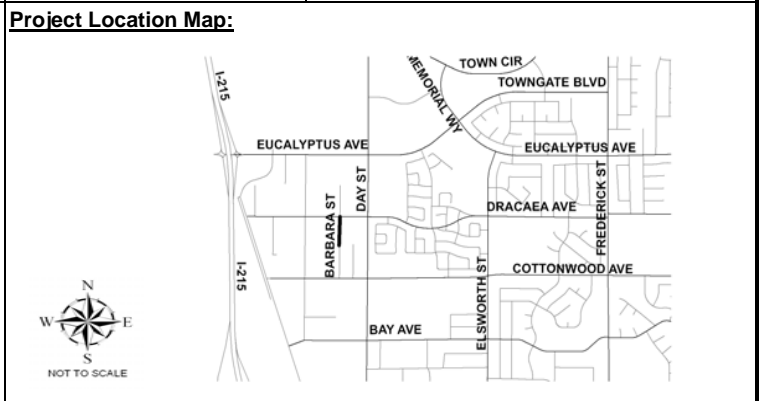 Project Location Map:
I-215
MEMORIAL WY
TOWN CIR
TOWNGATE BLVD
EUCALYPTUS AVE
EUCALYPTUS AVE
BARBARA ST
DAY ST
DRACAEA AVE
FREDERICK ST
I-215
COTTONWOOD AVE
ELSWORTH ST
BAY AVE
N
W
E
S
NOT TO SCALE